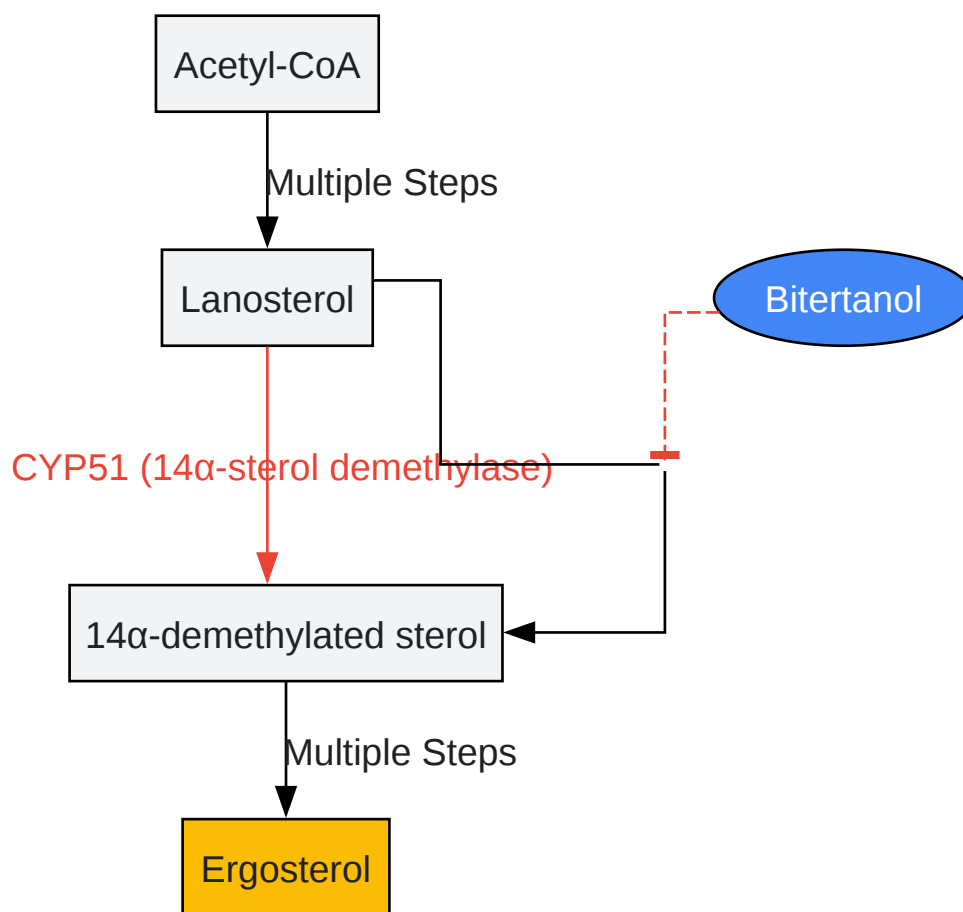 Acetyl-CoA
Multiple Steps
Lanosterol
Bitertanol
CYP51 (14α-sterol demethylase)
14α-demethylated sterol
Multiple Steps
Ergosterol